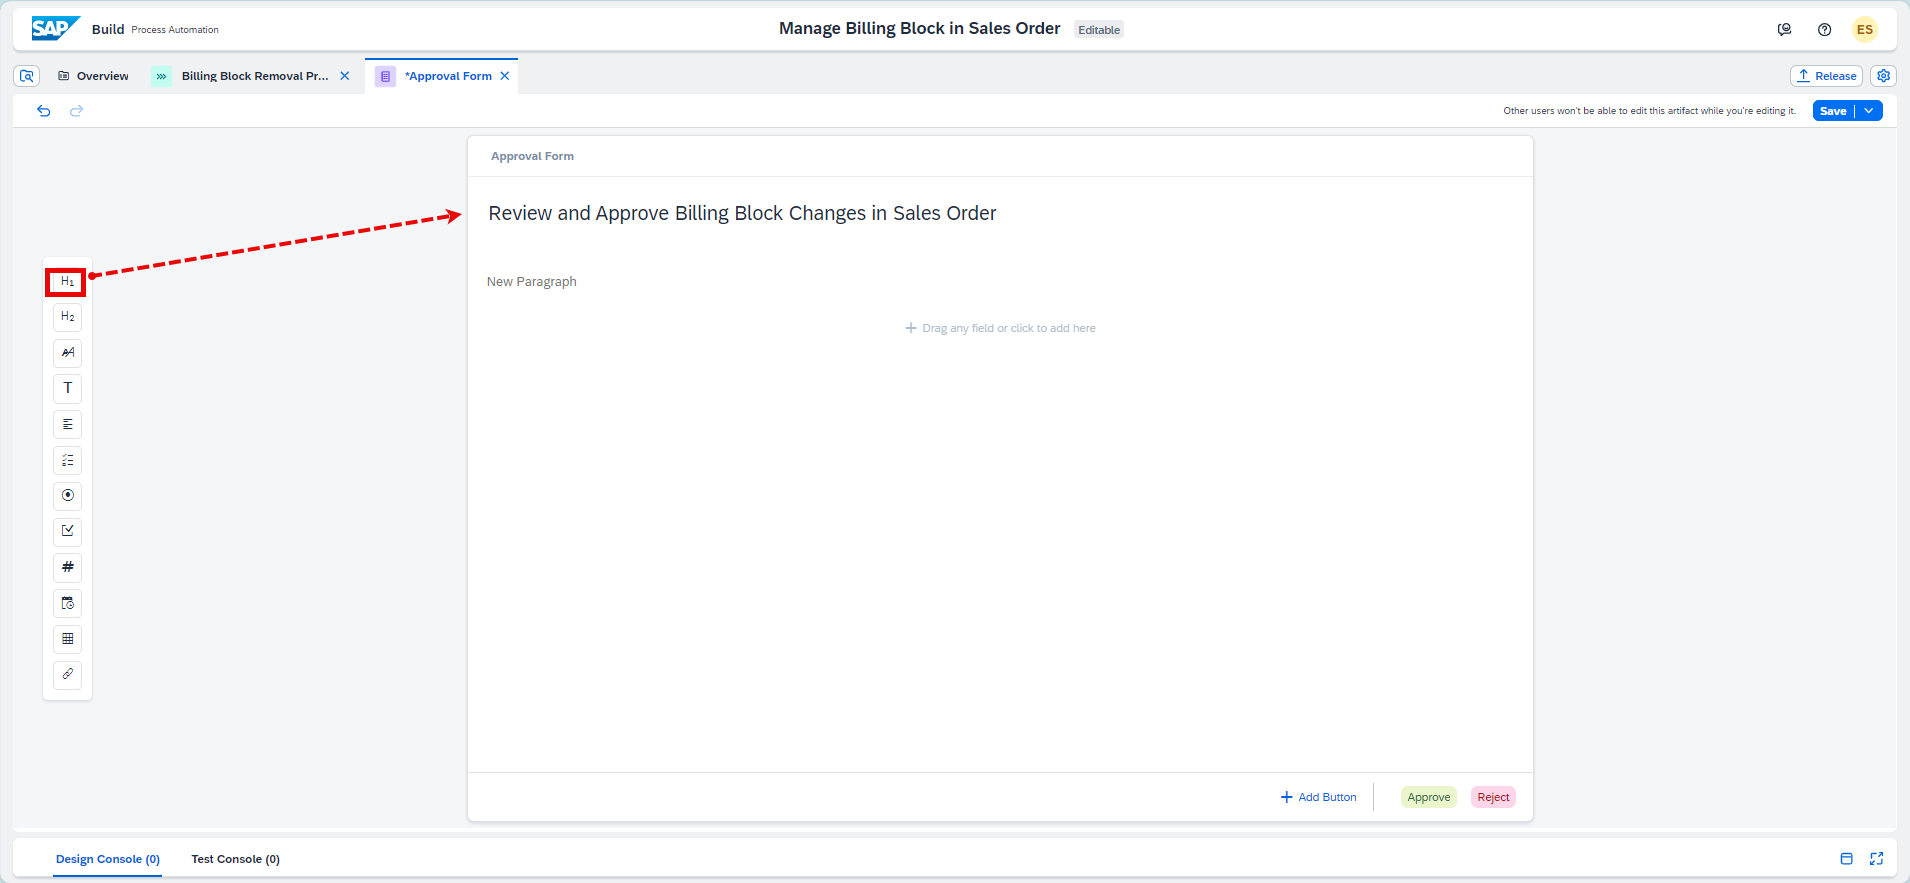 SAP Build Process Automation
Manage Billing Block in Sales Order Editable
ES
Overview
Billing Block Removal Pr...
*Approval Form
Release
Other users won't be able to edit this artifact while you're editing it.
Save
Approval Form
Review and Approve Billing Block Changes in Sales Order
H1
New Paragraph
H2
Drag any field or click to add here
AA
T
#
Add Button
Approve
Reject
Design Console (0)
Test Console (0)